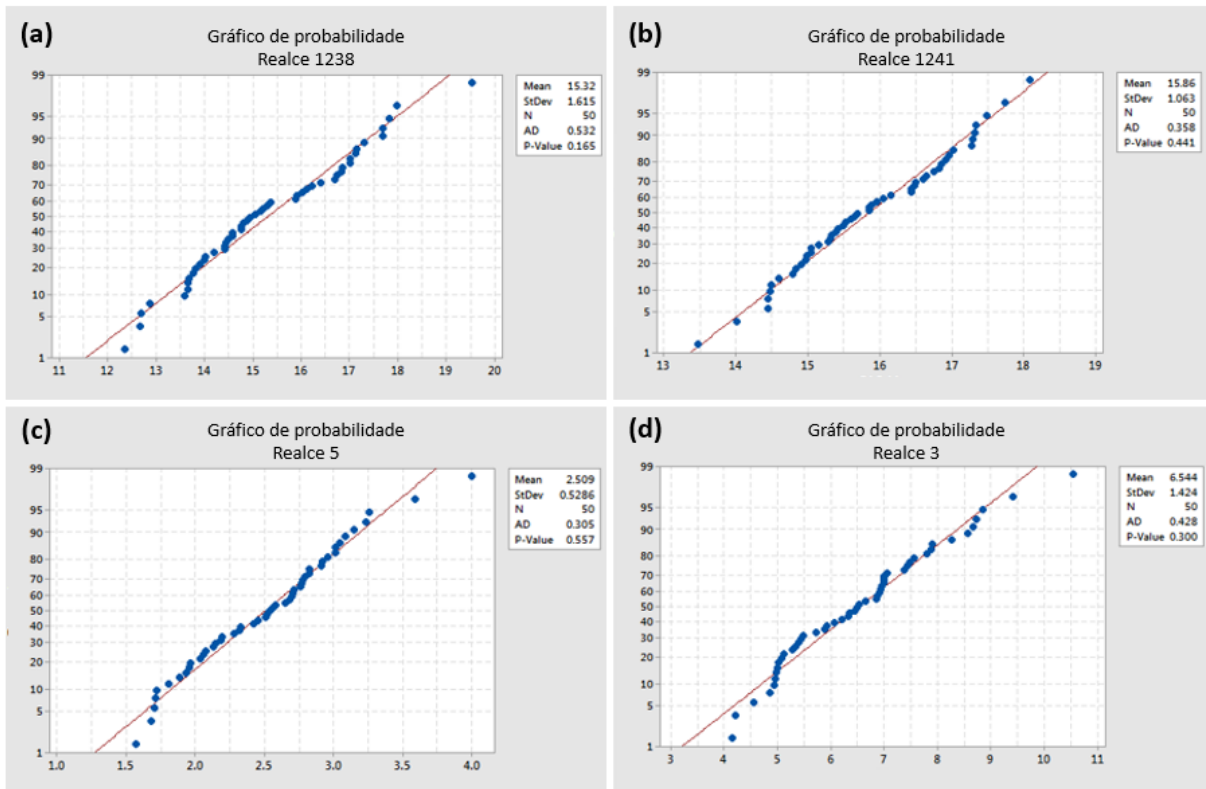 (a)
Gráfico de probabilidade
Realce 1238
99
95
90
80
70
60
50
40
30
20
10
5
1
11 12 13 14 15 16 17 18 19 20
Mean 15.32
StDev 1.615
N 50
AD 0.532
P-Value 0.165
(b)
Gráfico de probabilidade
Realce 1241
99
95
90
80
70
60
50
40
30
20
10
5
1
13 14 15 16 17 18 19
Mean 15.86
StDev 1.063
N 50
AD 0.358
P-Value 0.441
(c)
Gráfico de probabilidade
Realce 5
99
95
90
80
70
60
50
40
30
20
10
5
1
1.0 1.5 2.0 2.5 3.0 3.5 4.0
Mean 2.509
StDev 0.5286
N 50
AD 0.305
P-Value 0.557
(d)
Gráfico de probabilidade
Realce 3
99
95
90
80
70
60
50
40
30
20
10
5
1
3 4 5 6 7 8 9 10 11
Mean 6.544
StDev 1.424
N 50
AD 0.428
P-Value 0.300